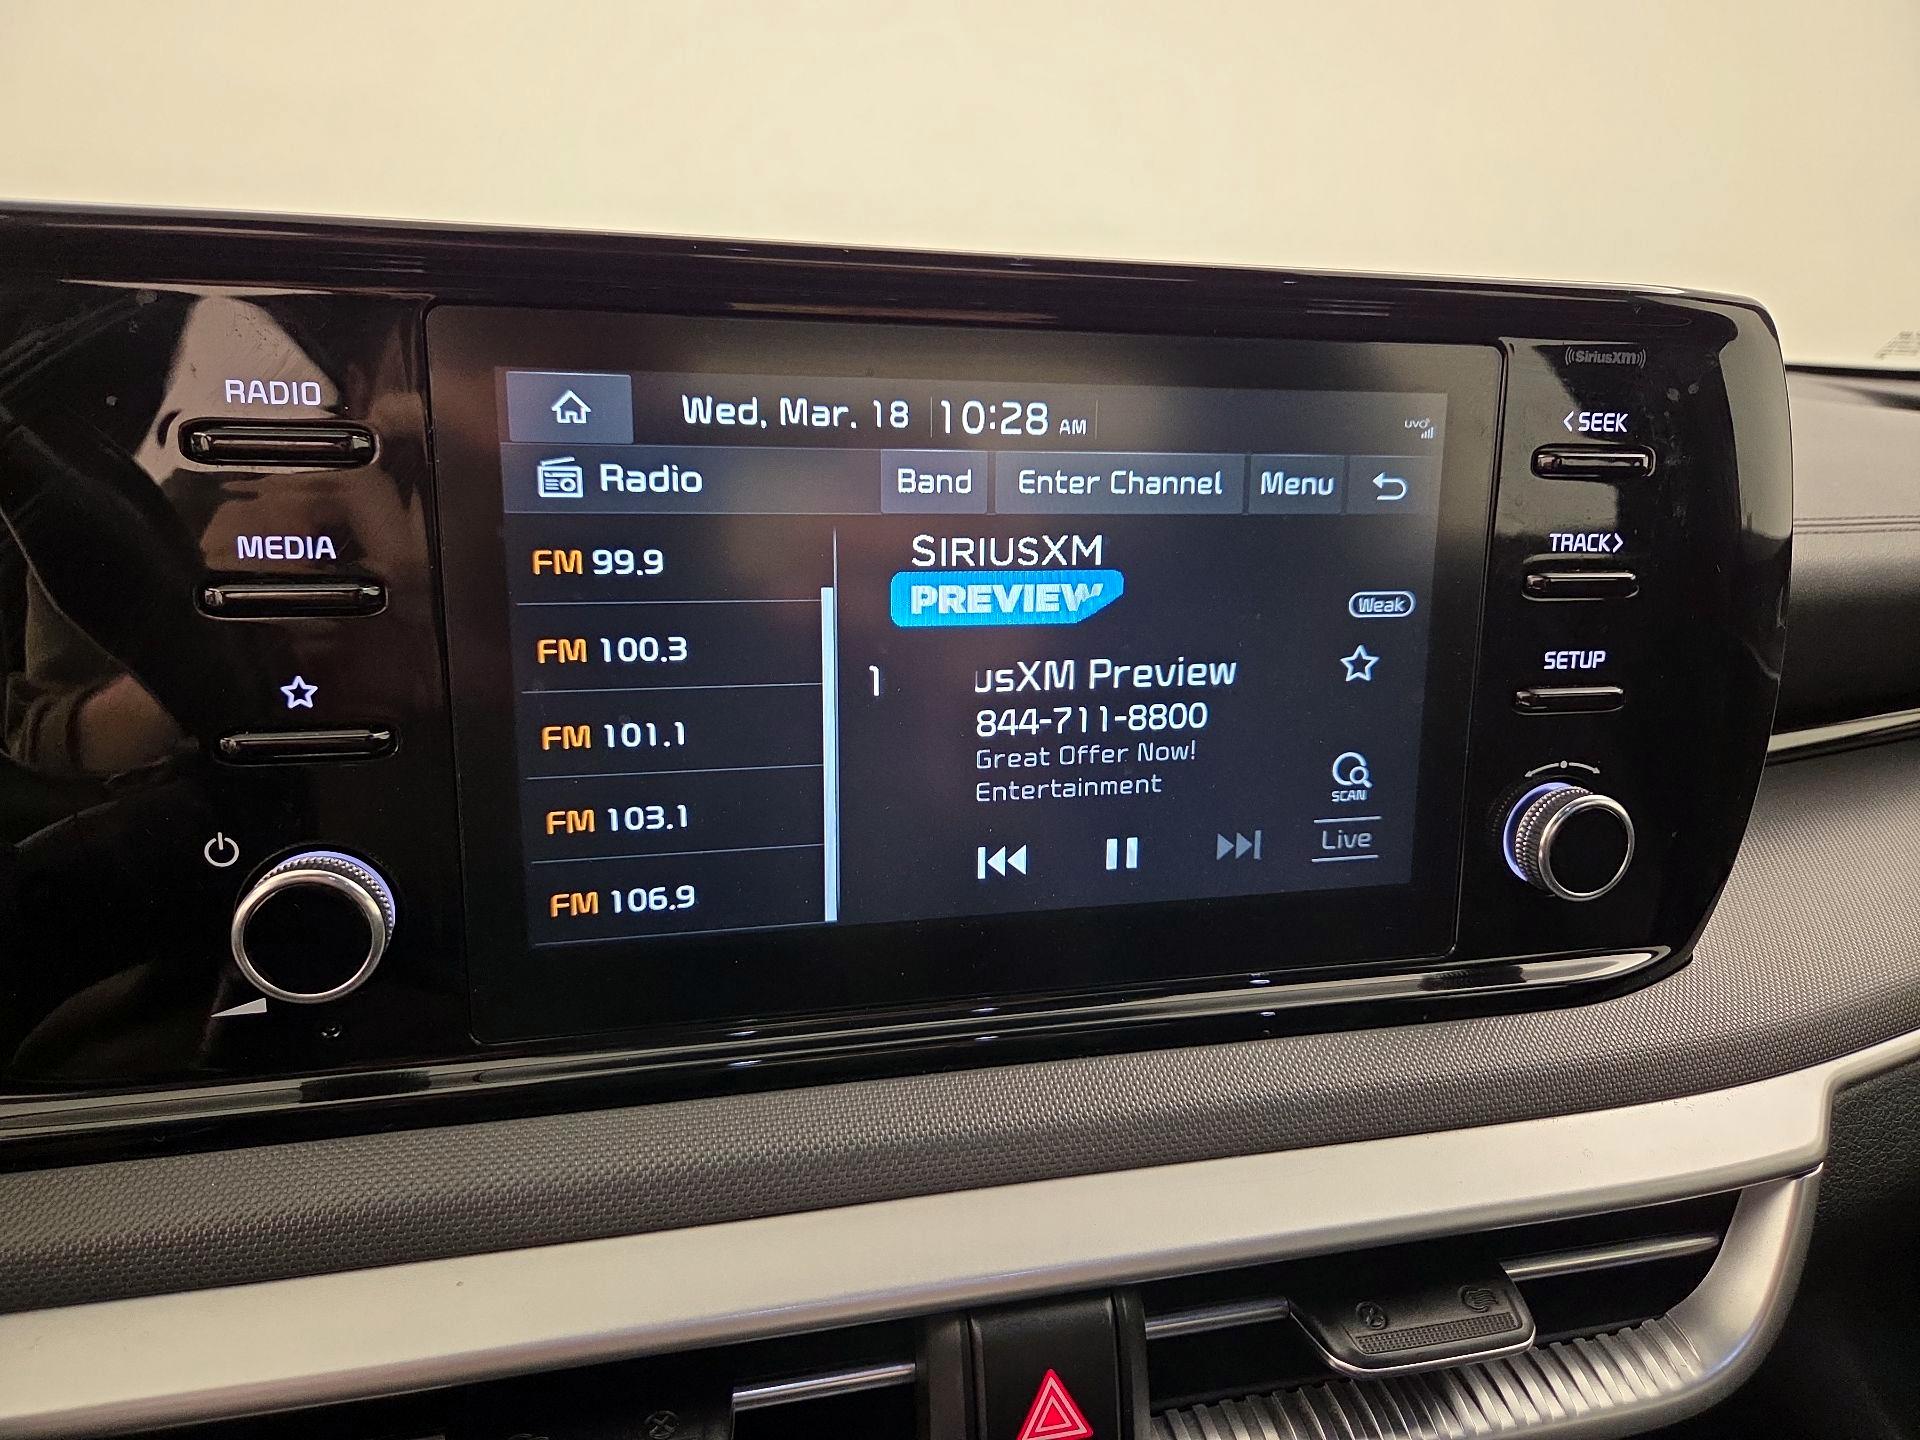 SiriusXM
RADIO
MEDIA
Wed, Mar. 18 10:28 AM
UVO
Radio Band Enter Channel Menu
FM 99.9
FM 100.3
FM 101.1
FM 103.1
FM 106.9
SIRIUSXM
PREVIEW
Weak
1 usXM Preview
844-711-8800
Great Offer Now!
Entertainment
SCAN
Live
< SEEK
TRACK >
SETUP